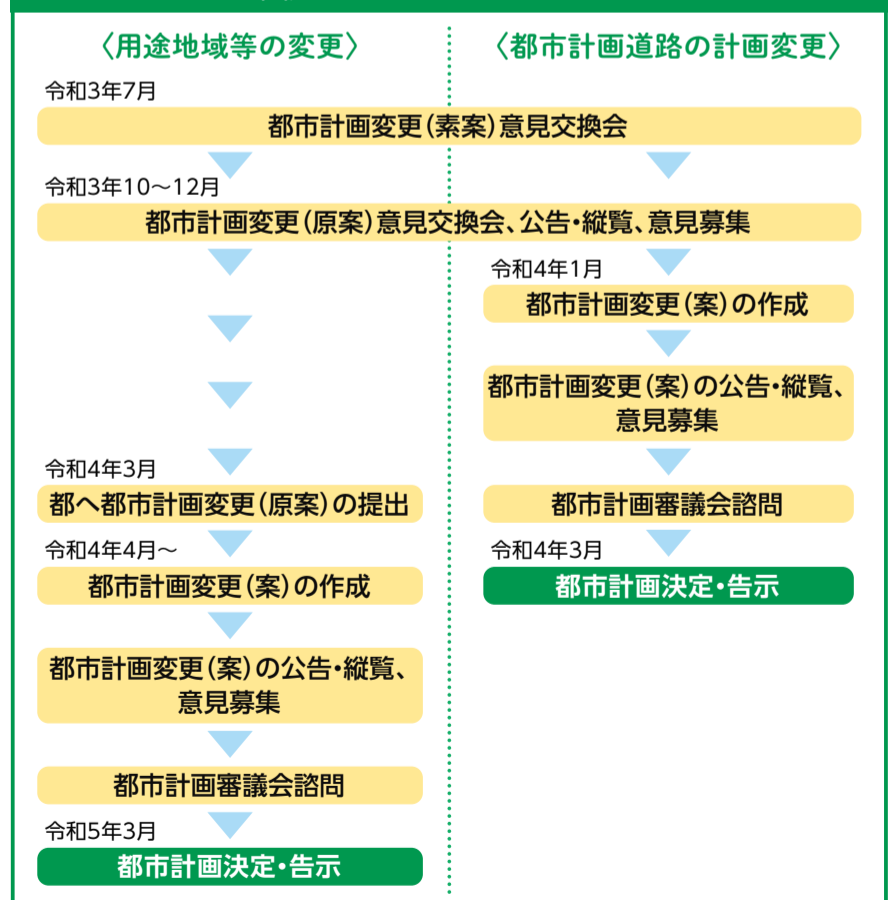 〈用途地域等の変更〉
〈都市計画道路の計画変更〉
令和3年7月
都市計画変更(素案)意見交換会
令和3年10〜12月
都市計画変更(原案)意見交換会、公告・縦覧、意見募集
令和4年1月
都市計画変更(案)の作成
都市計画変更(案)の公告・縦覧、
意見募集
都市計画審議会諮問
令和4年3月
都市計画決定・告示
令和4年3月
都へ都市計画変更(原案)の提出
令和4年4月〜
都市計画変更(案)の作成
都市計画変更(案)の公告・縦覧、
意見募集
都市計画審議会諮問
令和5年3月
都市計画決定・告示